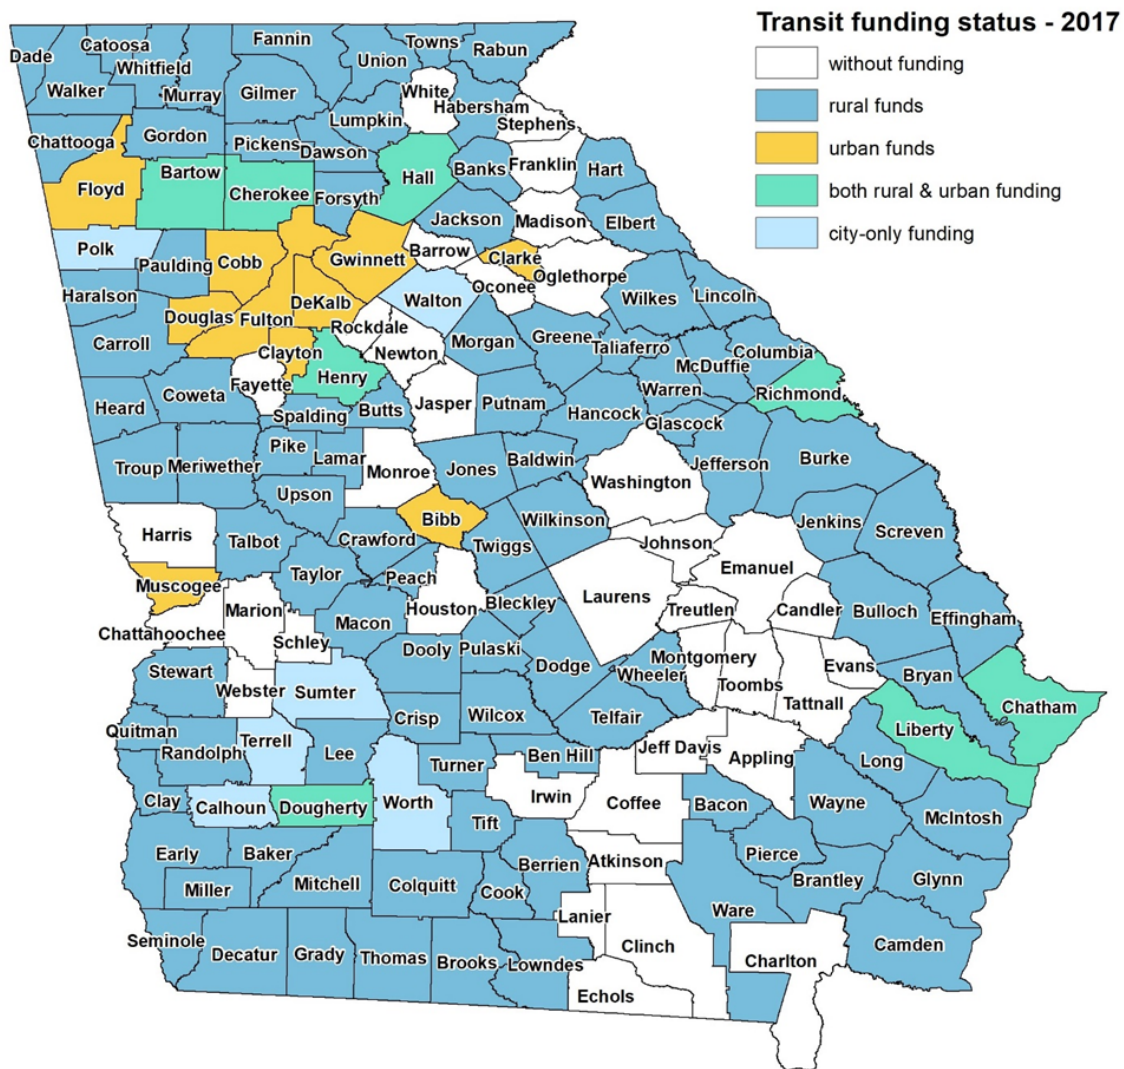 Transit funding status - 2017
without funding
rural funds
urban funds
both rural & urban funding
city-only funding
Dade
Catoosa
Whitfield
Walker
Murray
Fannin
Gilmer
Union
Towns
Rabun
White
Habersham
Stephens
Lumpkin
Chattooga
Gordon
Pickens
Dawson
Floyd
Bartow
Cherokee
Forsyth
Hall
Banks
Franklin
Hart
Jackson
Madison
Elbert
Polk
Paulding
Cobb
Gwinnett
Barrow
Clarke
Oconee
Oglethorpe
Haralson
Douglas
Fulton
DeKalb
Walton
Wilkes
Lincoln
Carroll
Clayton
Rockdale
Newton
Morgan
Greene
Taliaferro
McDuffie
Columbia
Fayette
Henry
Heard
Coweta
Spalding
Butts
Jasper
Putnam
Hancock
Warren
Glascock
Richmond
Troup
Meriwether
Pike
Lamar
Monroe
Jones
Baldwin
Washington
Jefferson
Burke
Upson
Harris
Talbot
Crawford
Bibb
Twiggs
Wilkinson
Johnson
Jenkins
Screven
Muscogee
Taylor
Peach
Houston
Bleckley
Laurens
Emanuel
Treutlen
Candler
Bulloch
Effingham
Chattahoochee
Marion
Schley
Macon
Dooly
Pulaski
Dodge
Wheeler
Montgomery
Toombs
Tattnall
Evans
Bryan
Chatham
Stewart
Webster
Sumter
Crisp
Wilcox
Telfair
Jeff Davis
Appling
Liberty
Long
Quitman
Randolph
Terrell
Lee
Turner
Ben Hill
Irwin
Coffee
Bacon
Wayne
McIntosh
Clay
Calhoun
Dougherty
Worth
Tift
Early
Baker
Miller
Mitchell
Colquitt
Cook
Berrien
Atkinson
Pierce
Brantley
Glynn
Ware
Lanier
Clinch
Charlton
Camden
Seminole
Decatur
Grady
Thomas
Brooks
Lowndes
Echols